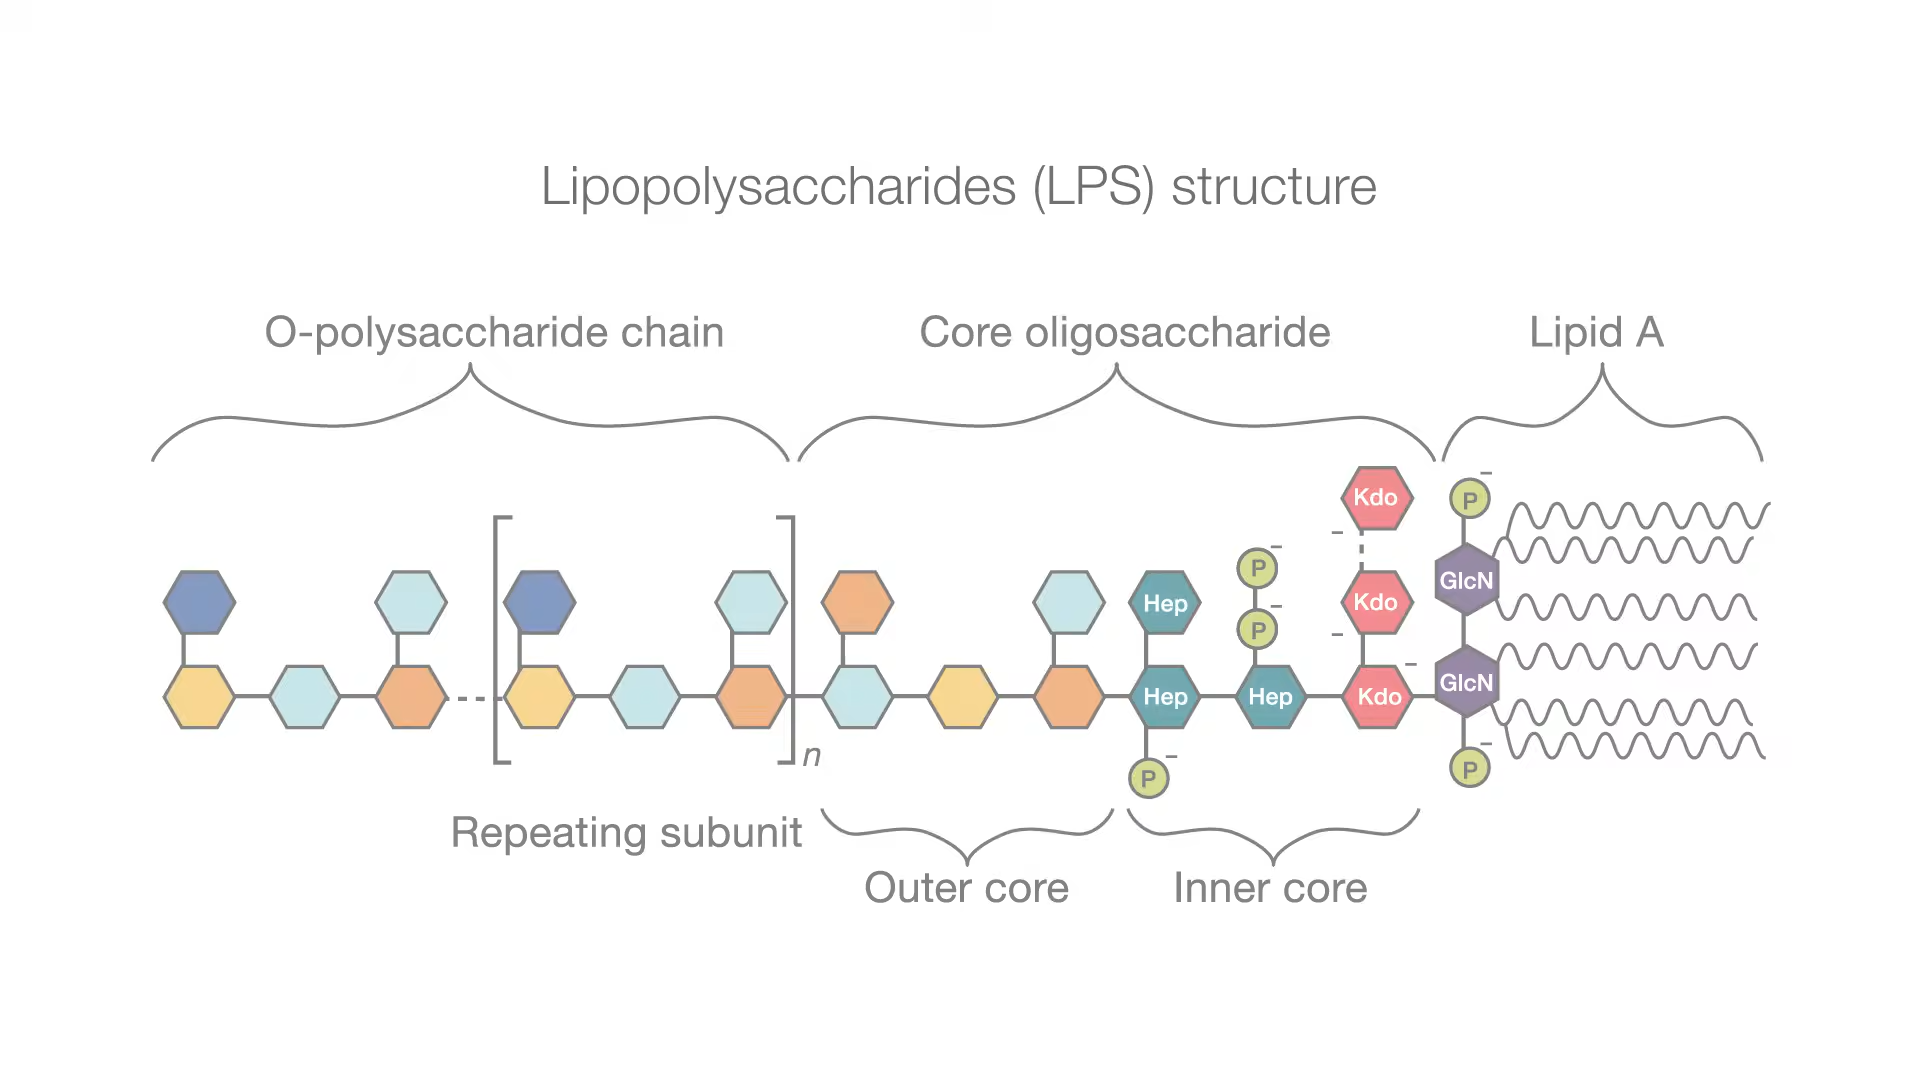 Lipopolysaccharides (LPS) structure
O-polysaccharide chain
Core oligosaccharide
Lipid A
Kdo
P
–
–
P
–
GlcN
Hep
P
–
Kdo
–
Hep
Hep
Kdo
–
GlcN
n
P
–
P
–
Repeating subunit
Outer core
Inner core